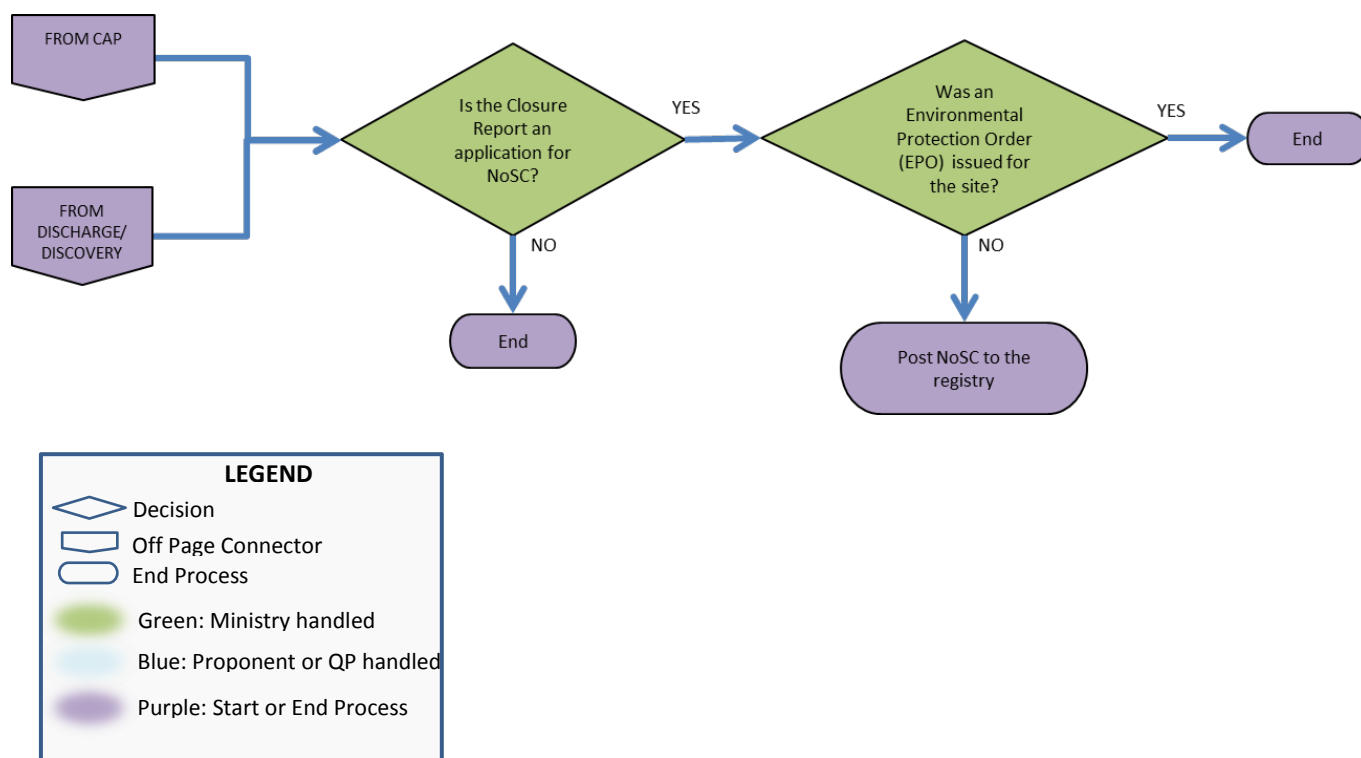 FROM CAP
FROM
DISCHARGE/
DISCOVERY
Is the Closure
Report an
application for
NoSC?
YES
NO
End
Was an
Environmental
Protection Order
(EPO) issued for
the site?
YES
End
NO
Post NoSC to the
registry
LEGEND
Decision
Off Page Connector
End Process
Green: Ministry handled
Blue: Proponent or QP handled
Purple: Start or End Process